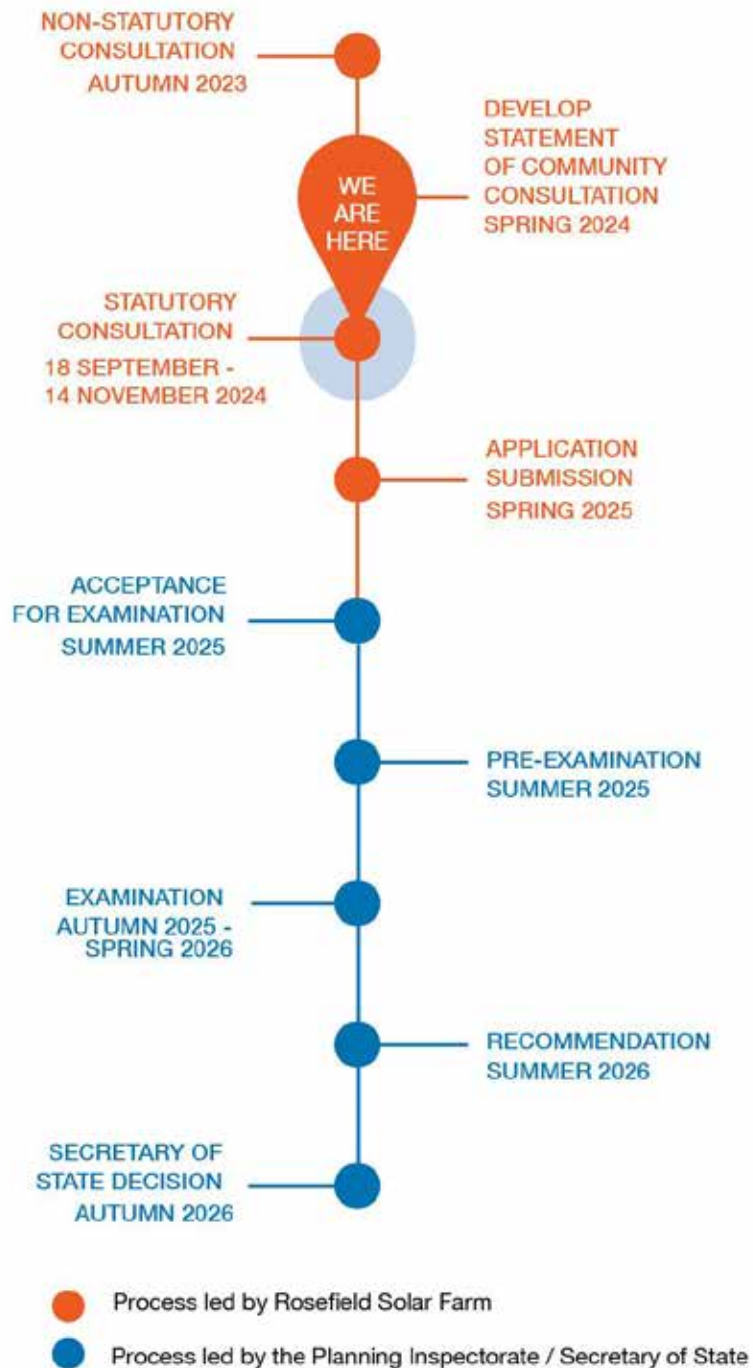 NON-STATUTORY
CONSULTATION
AUTUMN 2023
DEVELOP
STATEMENT
OF COMMUNITY
CONSULTATION
SPRING 2024
WE
ARE
HERE
STATUTORY
CONSULTATION
18 SEPTEMBER -
14 NOVEMBER 2024
APPLICATION
SUBMISSION
SPRING 2025
ACCEPTANCE
FOR EXAMINATION
SUMMER 2025
PRE-EXAMINATION
SUMMER 2025
EXAMINATION
AUTUMN 2025 -
SPRING 2026
RECOMMENDATION
SUMMER 2026
SECRETARY OF
STATE DECISION
AUTUMN 2026
Process led by Rosefield Solar Farm
Process led by the Planning Inspectorate / Secretary of State